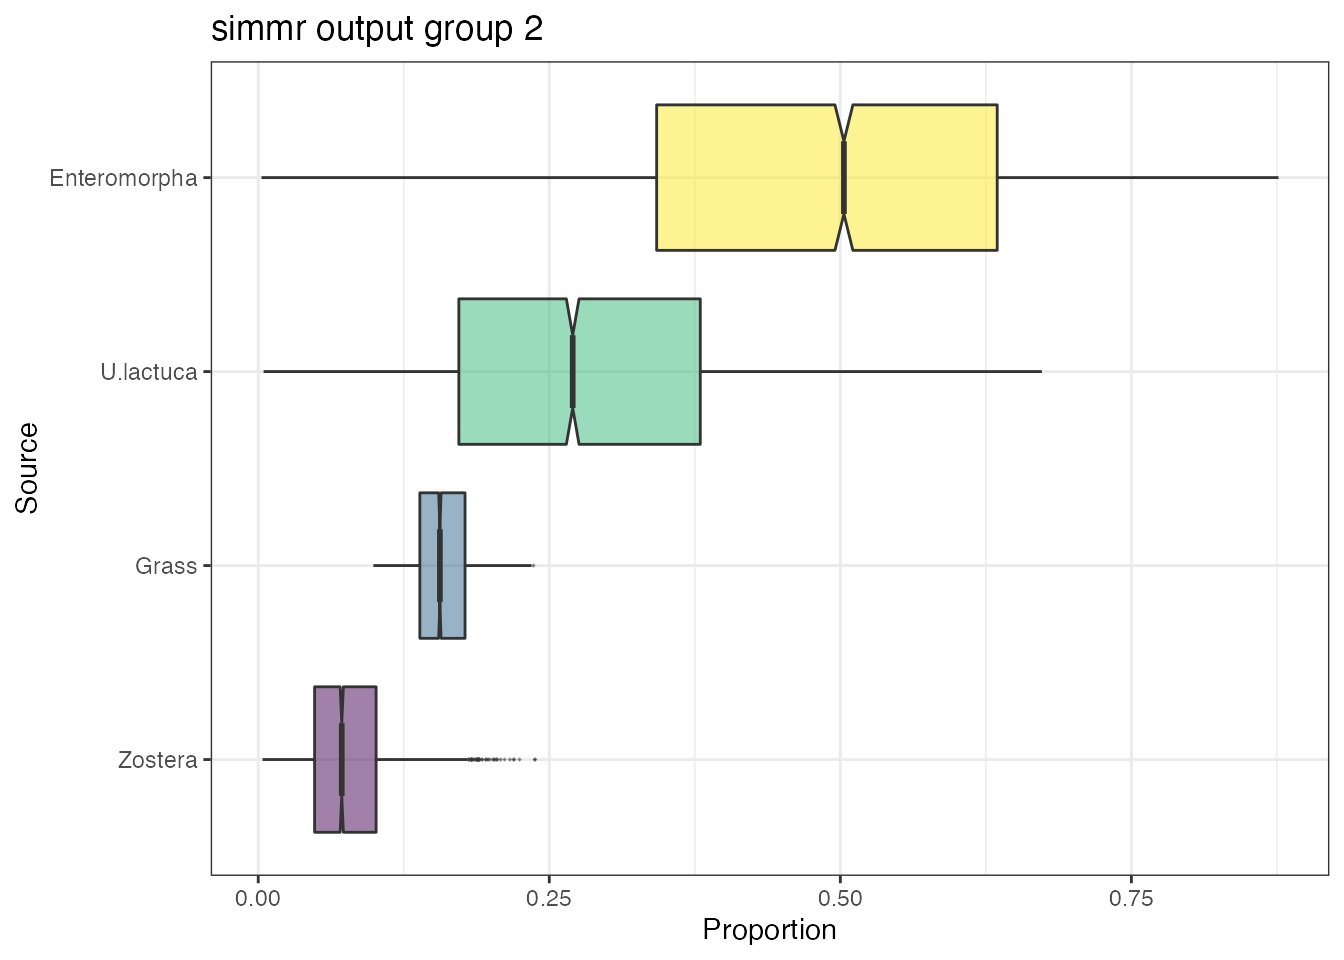 simmr output group 2
Enteromorpha
U.lactuca
Grass
Zostera
Source
0.00 0.25 0.50 0.75
Proportion